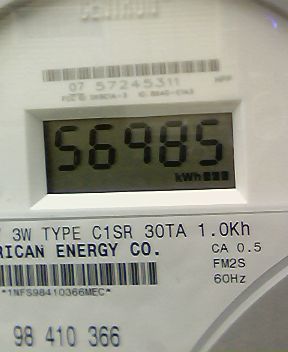 CENTRON
07 57245311
56985
kWh
3W TYPE C1SR 30TA 1.0Kh
RICAN ENERGY CO.
CA 0.5
FM2S
60Hz
*1NFS98410366MEC*
98 410 366